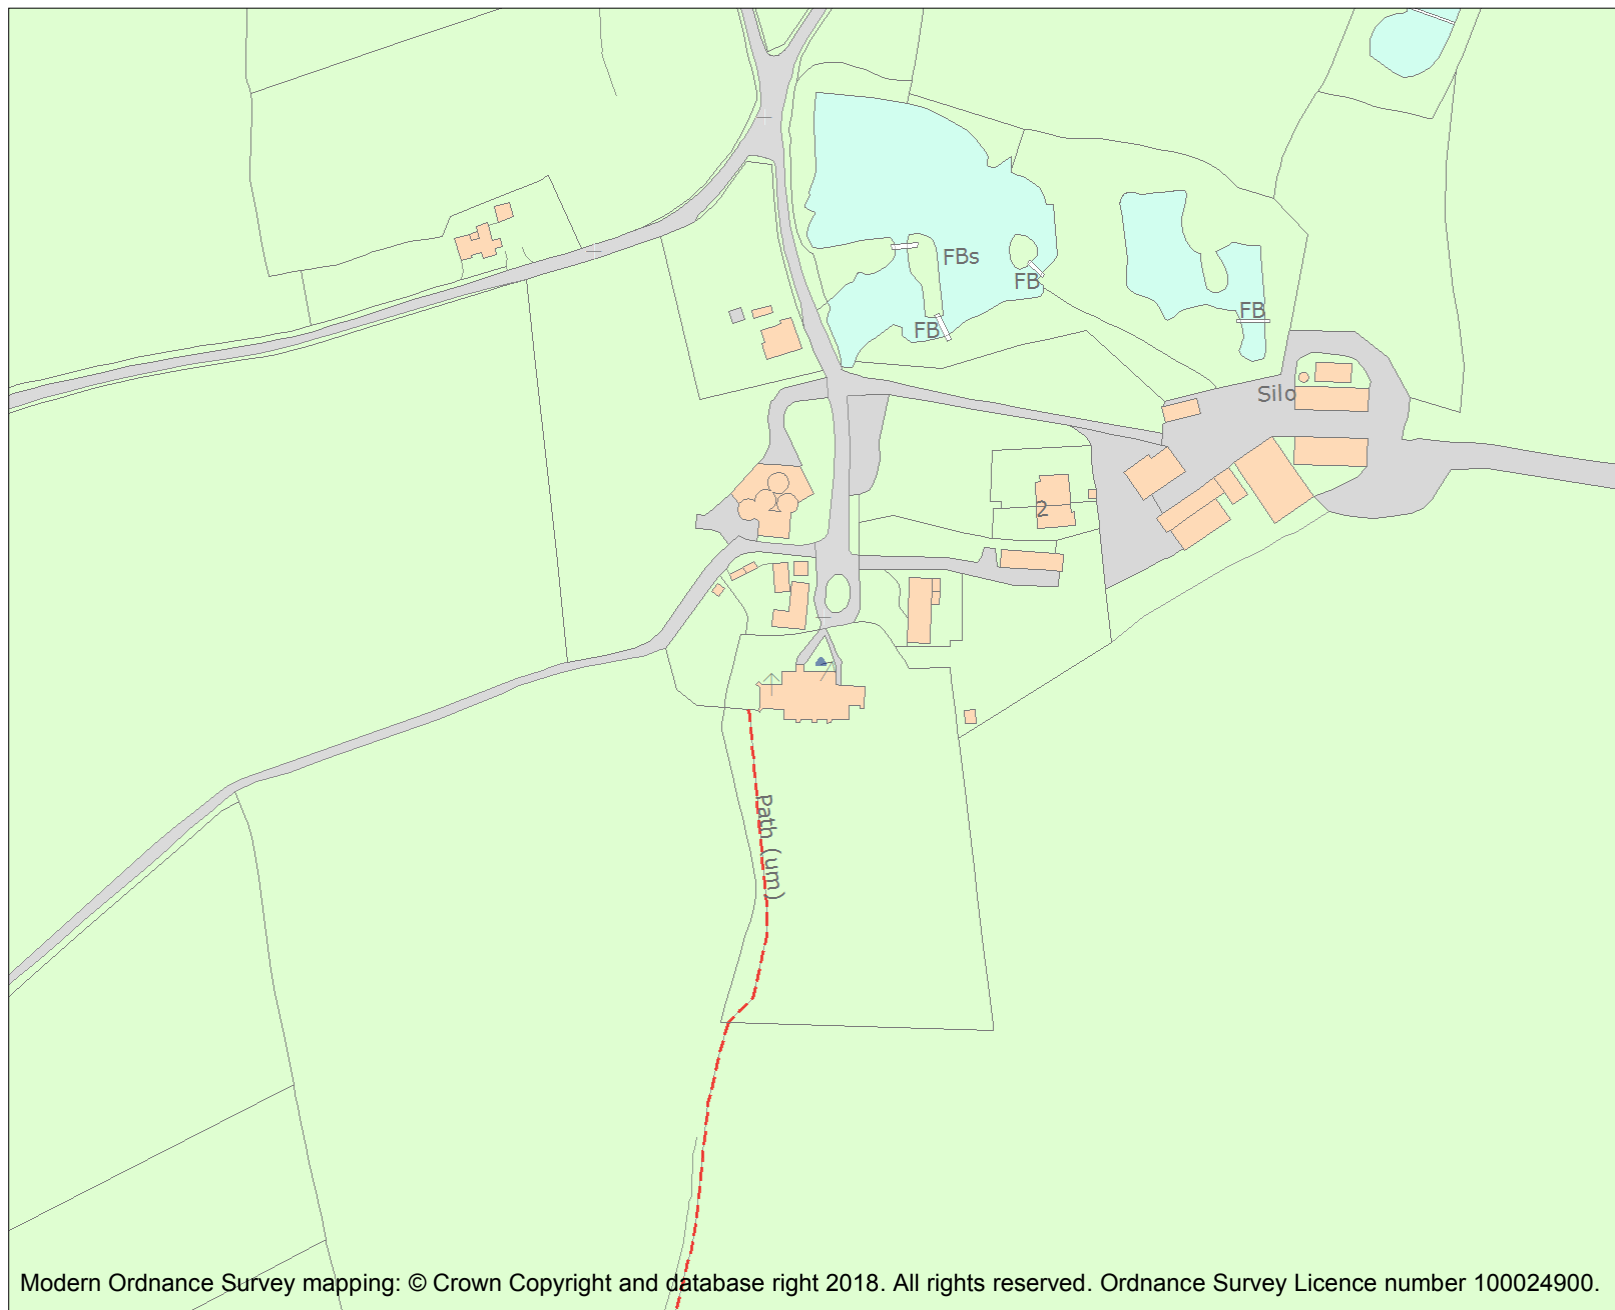 FBs
FB
FB
FB
Silo
2
Path (um)
Modern Ordnance Survey mapping: © Crown Copyright and database right 2018. All rights reserved. Ordnance Survey Licence number 100024900.